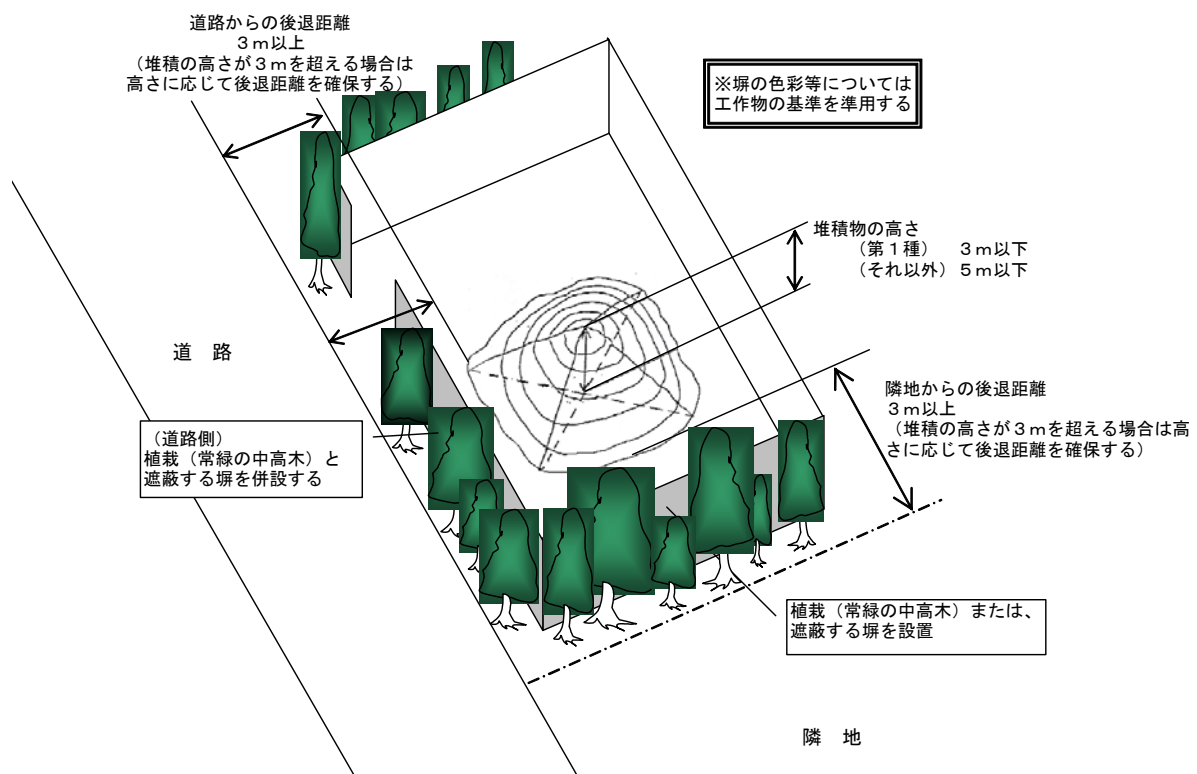 道路からの後退距離
３ｍ以上
（堆積の高さが３ｍを超える場合は
高さに応じて後退距離を確保する）
※塀の色彩等については
工作物の基準を準用する
堆積物の高さ
（第１種）　３ｍ以下
（それ以外）５ｍ以下
道　路
隣地からの後退距離
３ｍ以上
（堆積の高さが３ｍを超える場合は高
さに応じて後退距離を確保する）
（道路側）
植栽（常緑の中高木）と
遮蔽する塀を併設する
植栽（常緑の中高木）または、
遮蔽する塀を設置
隣　地